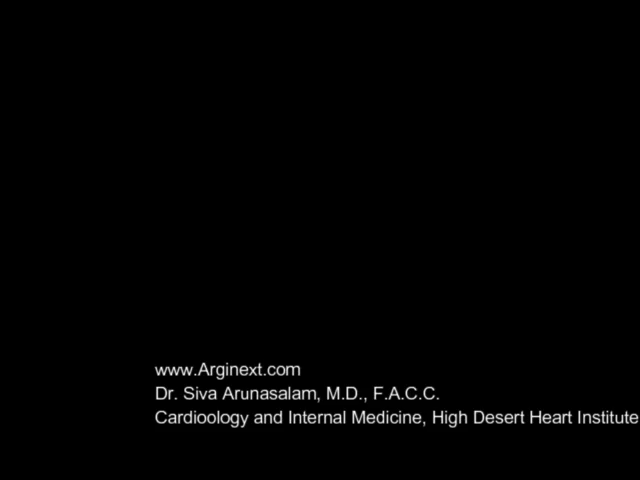 www.Arginext.com
Dr. Siva Arunasalam, M.D., F.A.C.C.
Cardioology and Internal Medicine, High Desert Heart Institute